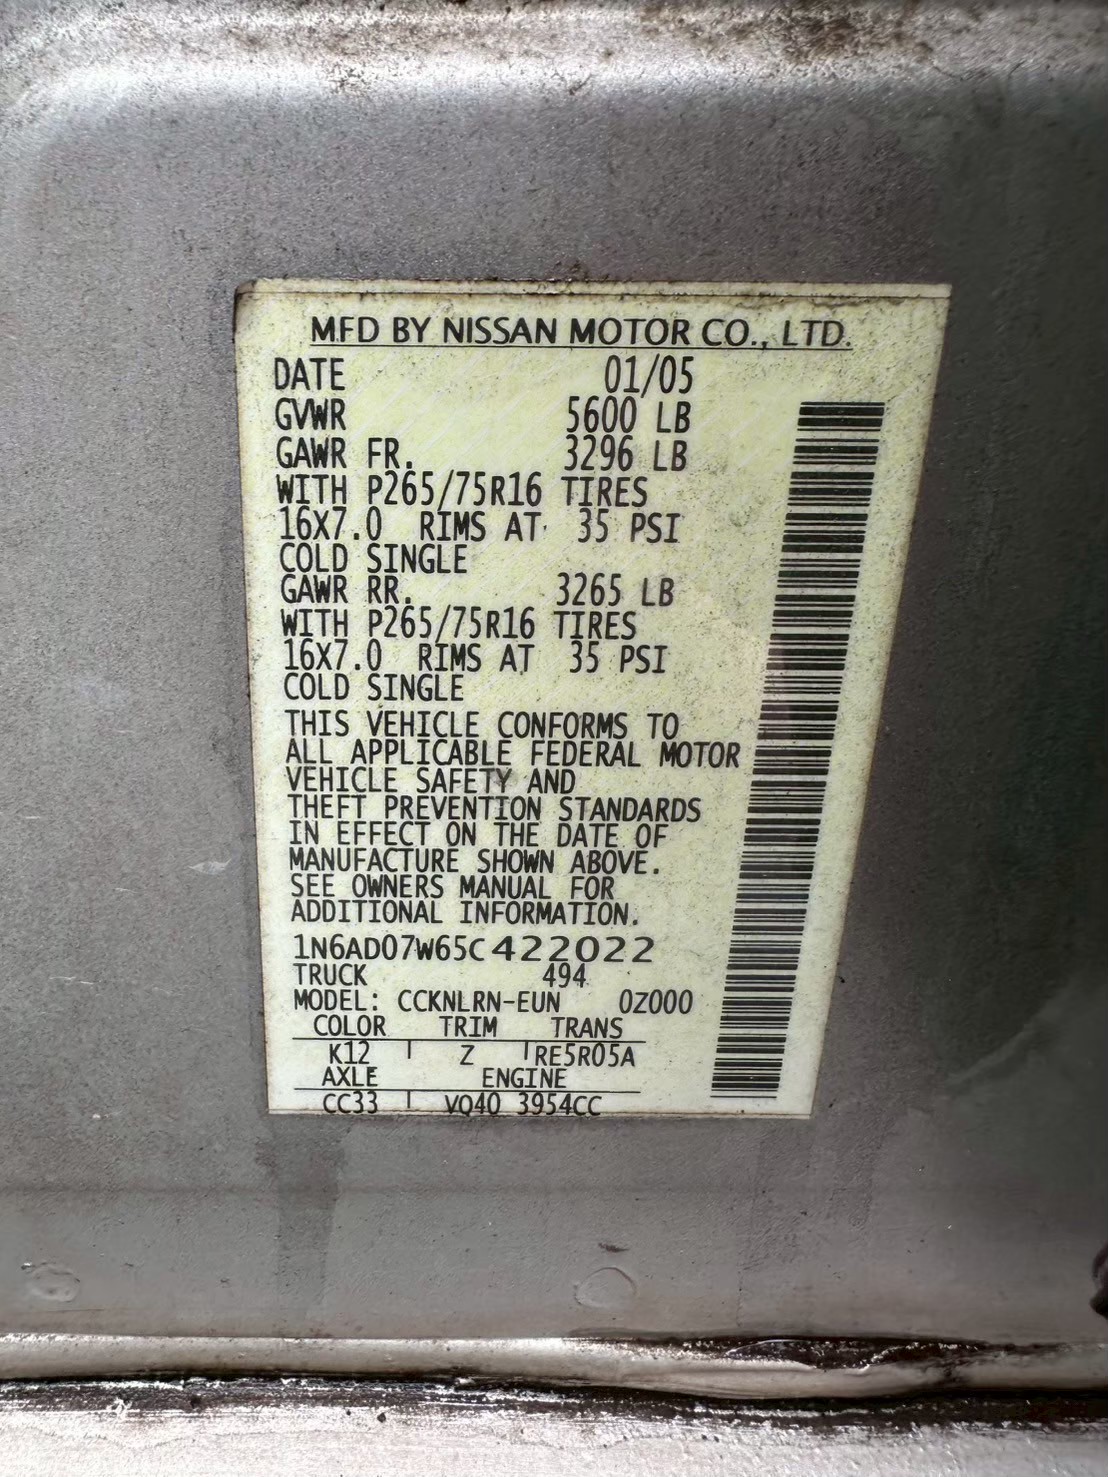 MFD BY NISSAN MOTOR CO., LTD.
DATE 01/05
GVWR 5600 LB
GAWR FR. 3296 LB
WITH P265/75R16 TIRES
16X7.0 RIMS AT 35 PSI
COLD SINGLE
GAWR RR. 3265 LB
WITH P265/75R16 TIRES
16X7.0 RIMS AT 35 PSI
COLD SINGLE
THIS VEHICLE CONFORMS TO
ALL APPLICABLE FEDERAL MOTOR
VEHICLE SAFETY AND
THEFT PREVENTION STANDARDS
IN EFFECT ON THE DATE OF
MANUFACTURE SHOWN ABOVE.
SEE OWNERS MANUAL FOR
ADDITIONAL INFORMATION.
1N6AD07W65C422022
TRUCK 494
MODEL: CCKNLRN-EUN 0Z000
COLOR TRIM TRANS
K12 Z RE5R05A
AXLE ENGINE
CC33 VQ40 3954CC